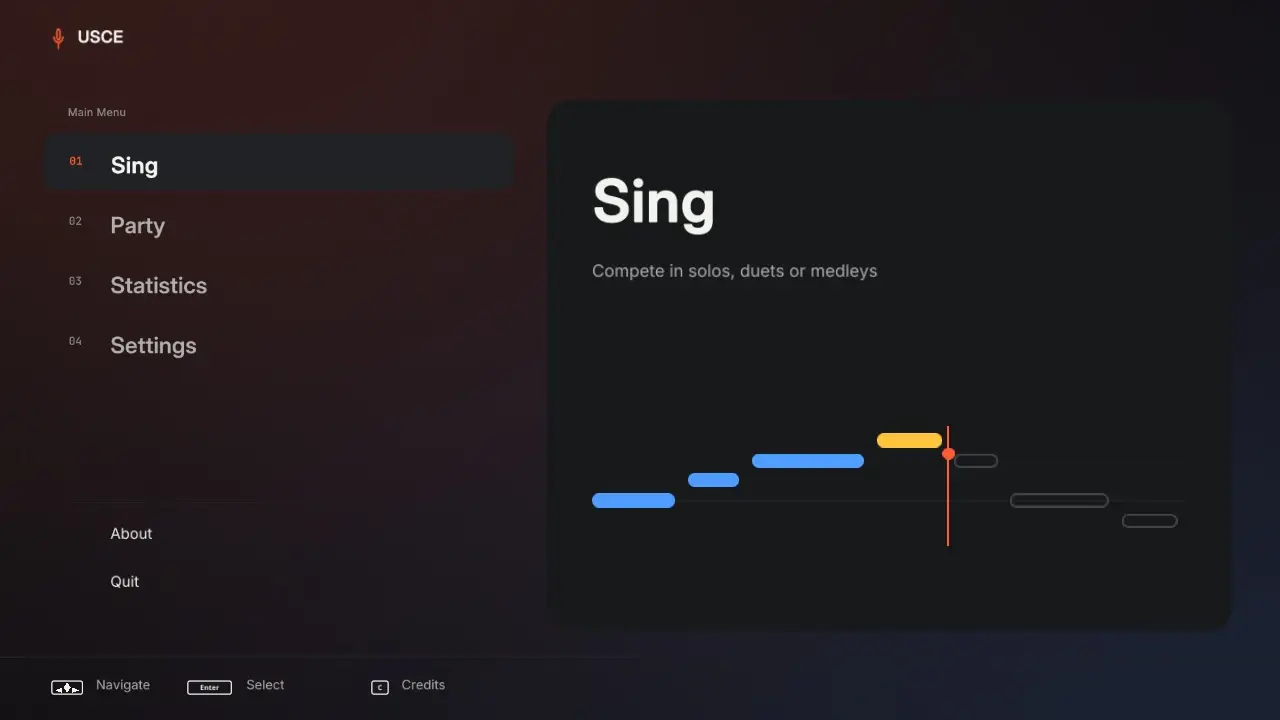 USCE
Main Menu
01 Sing
02 Party
03 Statistics
04 Settings
About
Quit
Sing
Compete in solos, duets or medleys
Navigate
Enter Select
C Credits